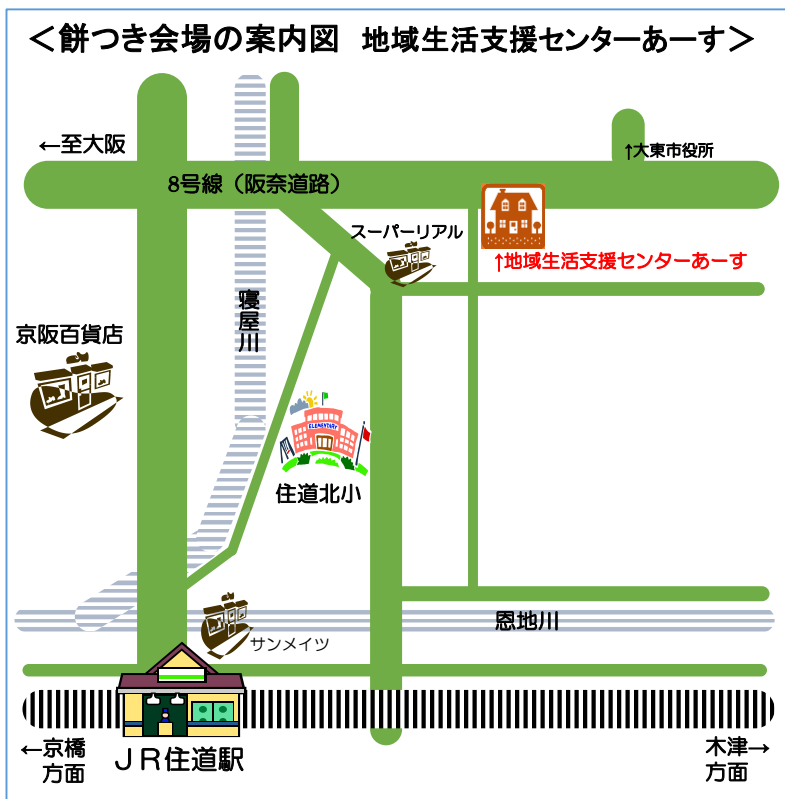 ＜餅つき会場の案内図 地域生活支援センターあーす＞
←至大阪
↑大東市役所
8号線（阪奈道路）
スーパーリアル
↑地域生活支援センターあーす
寝屋川
京阪百貨店
ELEMENTARY
住道北小
恩地川
サンメイツ
←京橋
方面
ＪＲ住道駅
木津→
方面